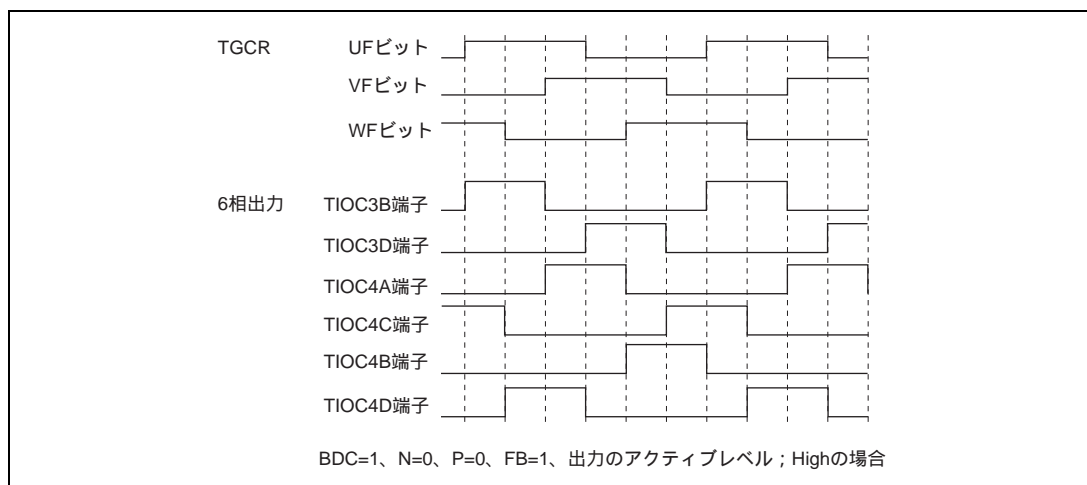 TGCR UFビット
VFビット
WFビット
6相出力 TIOC3B端子
TIOC3D端子
TIOC4A端子
TIOC4C端子
TIOC4B端子
TIOC4D端子
BDC=1、N=0、P=0、FB=1、出力のアクティブレベル；Highの場合